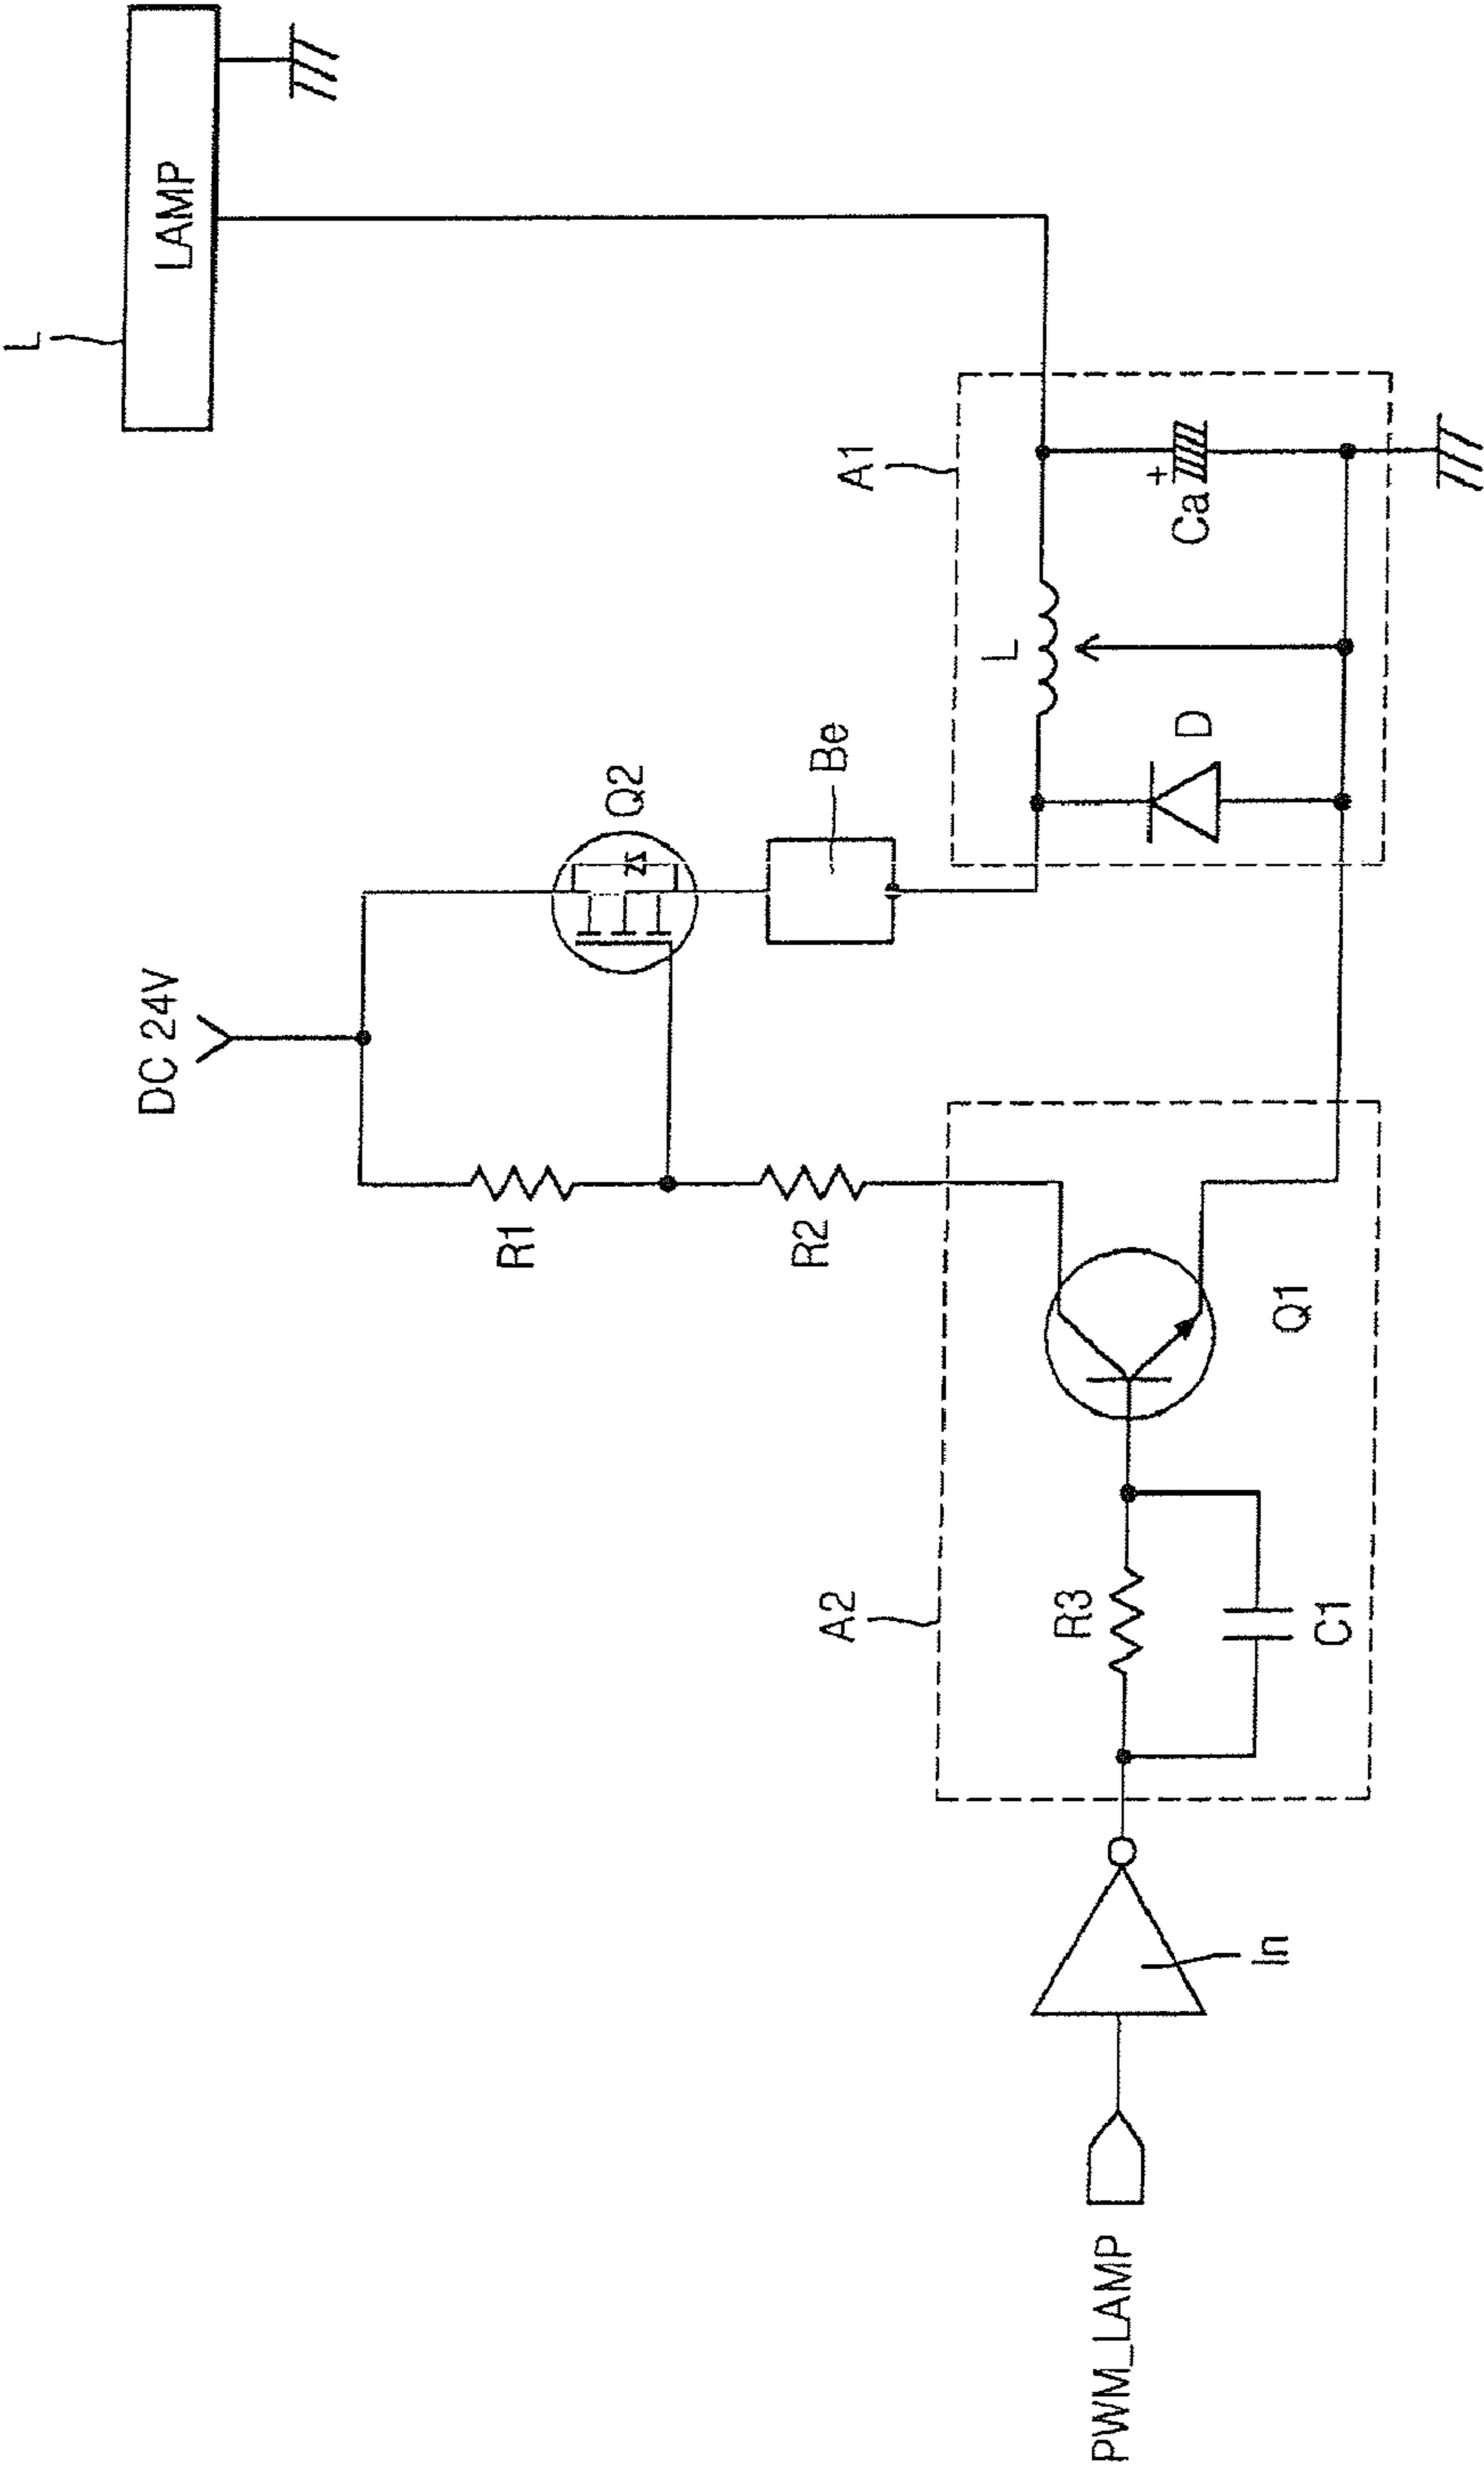 L
LAMP
DC 24V
Q2
Be
R1
R2
A1
L
D
+
Ca
A2
R3
C1
Q1
In
PWM_LAMP